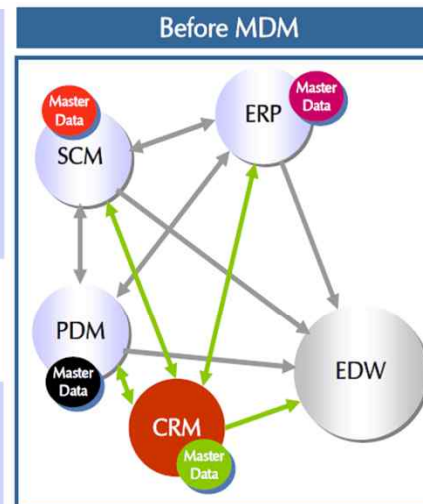 Before MDM
Master
Data
SCM
ERP
Master
Data
PDM
Master
Data
EDW
CRM
Master
Data